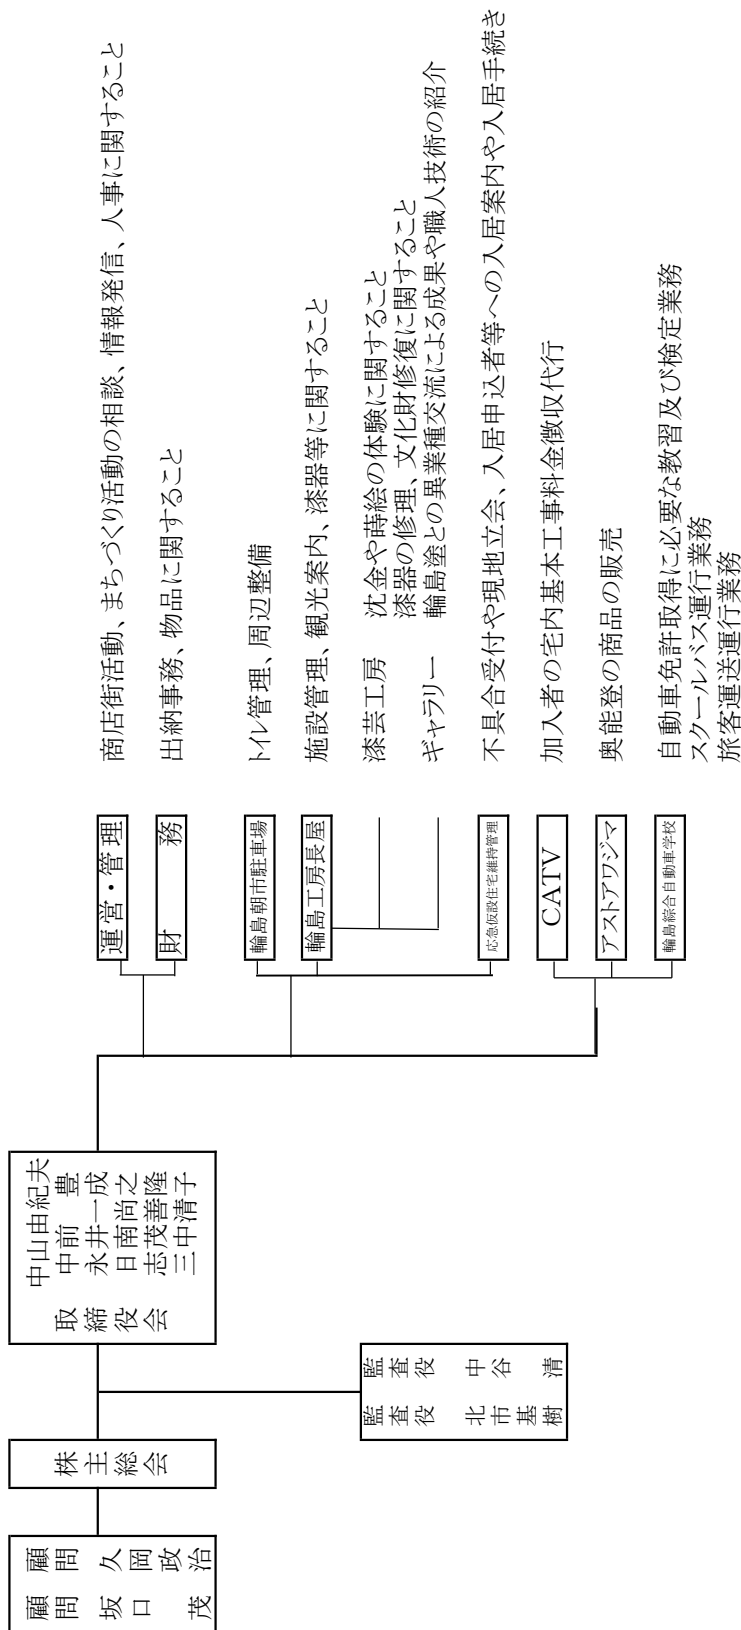 顧問 久岡政治
顧問 坂口 茂
株主総会
監査役 中谷 清
監査役 北市基樹
取締役会
中山由紀夫
中前 豊
永井一成
日南尚之
志茂善隆
三中清子
運営・管理 商店街活動、まちづくり活動の相談、情報発信、人事に関すること
財 務 出納事務、物品に関すること
輪島朝市駐車場 トイレ管理、周辺整備
輪島工房長屋 施設管理、観光案内、漆器等に関すること
漆芸工房 沈金や蒔絵の体験に関すること
漆器の修理、文化財修復に関すること
ギャラリー 輪島塗との異業種交流による成果や職人技術の紹介
応急仮設住宅維持管理 不具合受付や現地立会、入居申込者等への入居案内や入居手続き
CATV 加入者の宅内基本工事料金徴収代行
アストアワジマ 奥能登の商品の販売
輪島綜合自動車学校 自動車免許取得に必要な教習及び検定業務
スクールバス運行業務
旅客運送運行業務